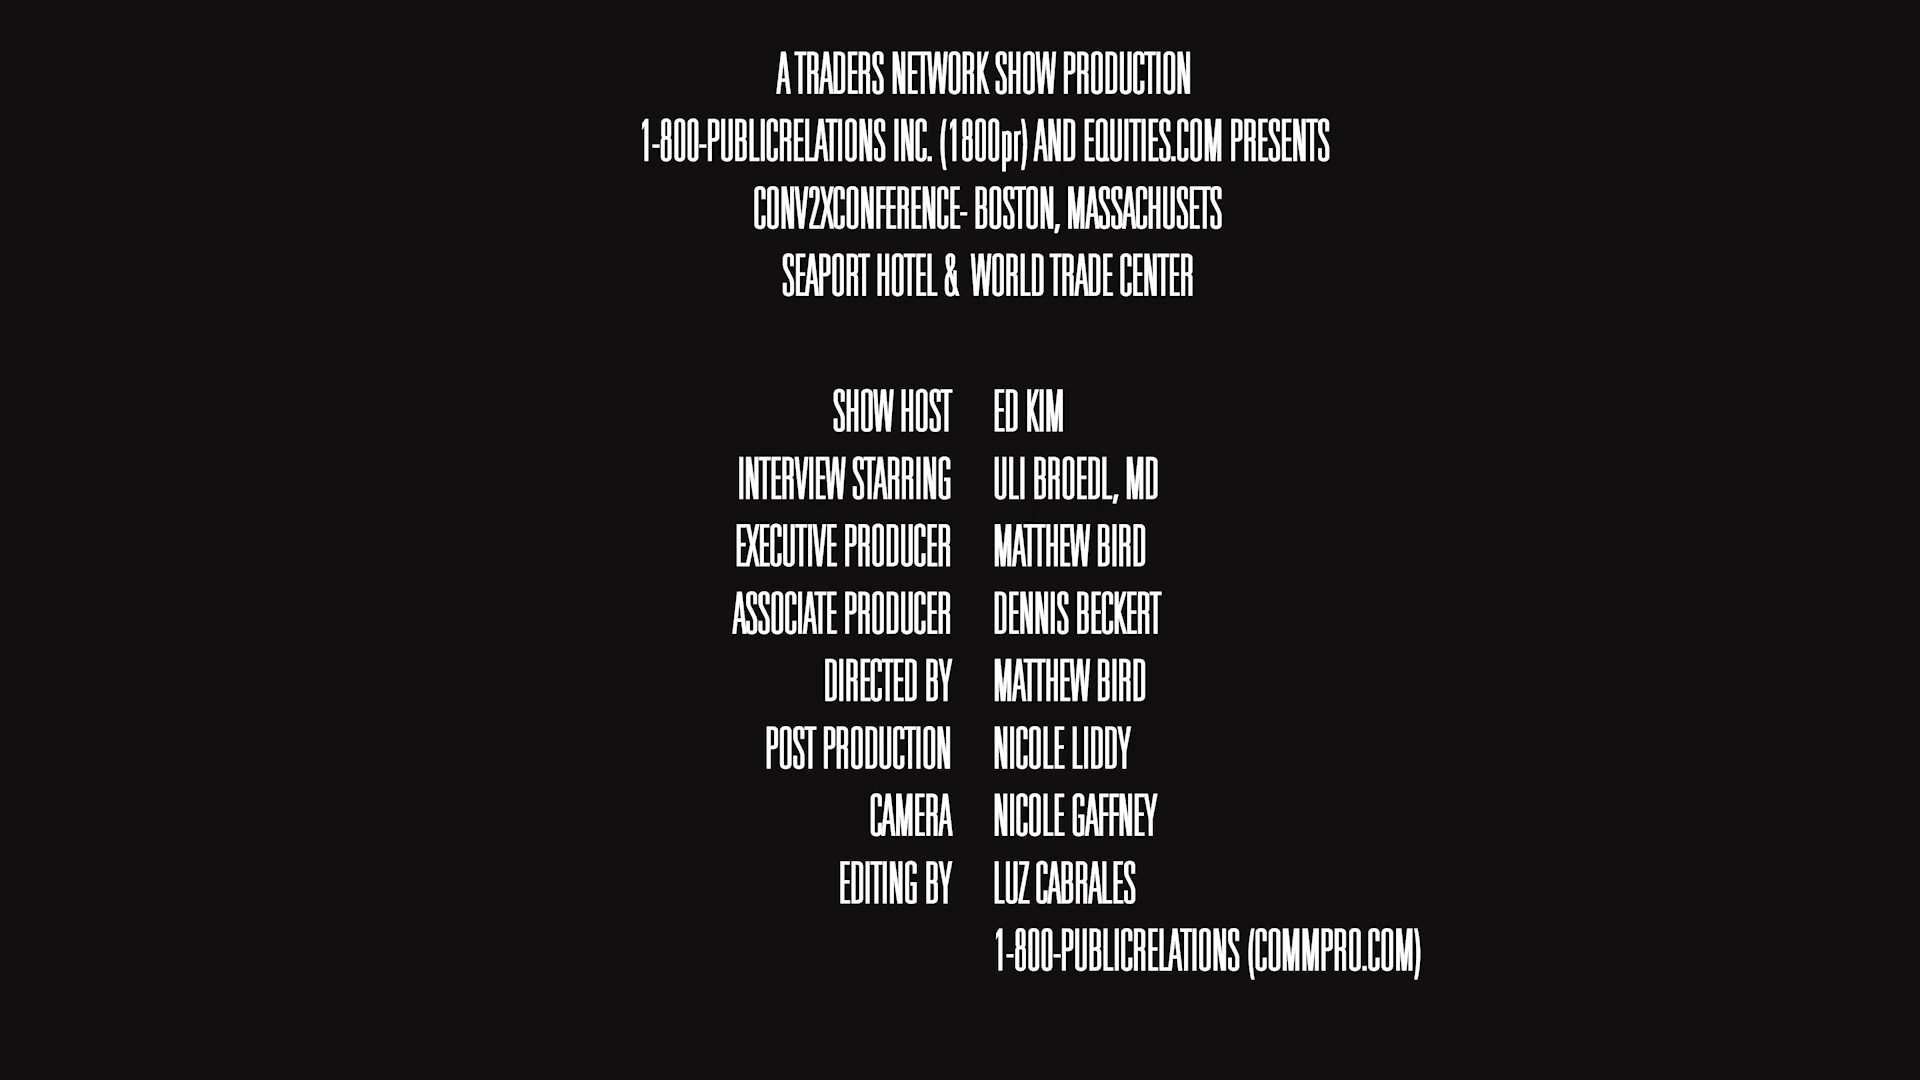 A TRADERS NETWORK SHOW PRODUCTION
1-800-PUBLICRELATIONS INC. (1800pr) AND EQUITIES.COM PRESENTS
CONV2XCONFERENCE- BOSTON, MASSACHUSETS
SEAPORT HOTEL & WORLD TRADE CENTER
SHOW HOST ED KIM
INTERVIEW STARRING ULI BROEDL, MD
EXECUTIVE PRODUCER MATTHEW BIRD
ASSOCIATE PRODUCER DENNIS BECKERT
DIRECTED BY MATTHEW BIRD
POST PRODUCTION NICOLE LIDDY
CAMERA NICOLE GAFFNEY
EDITING BY LUZ CABRALES
1-800-PUBLICRELATIONS (COMMPRO.COM)